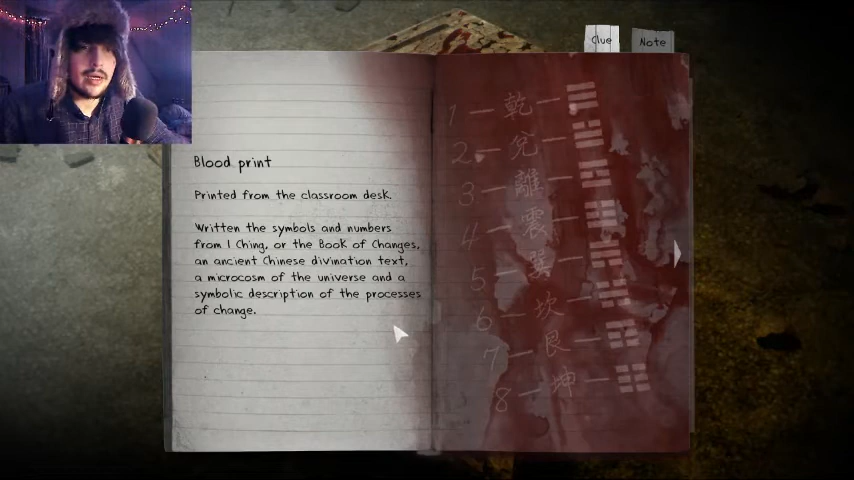 Clue
Note
Blood print
Printed from the classroom desk.
Written the symbols and numbers
from I Ching, or the Book of Changes,
an ancient Chinese divination text,
a microcosm of the universe and a
symbolic description of the processes
of change.
1 — 乾 — ☰
2 — 兌 — ☱
3 — 離 — ☲
4 — 震 — ☳
5 — 巽 — ☴
6 — 坎 — ☵
7 — 艮 — ☶
8 — 坤 — ☷